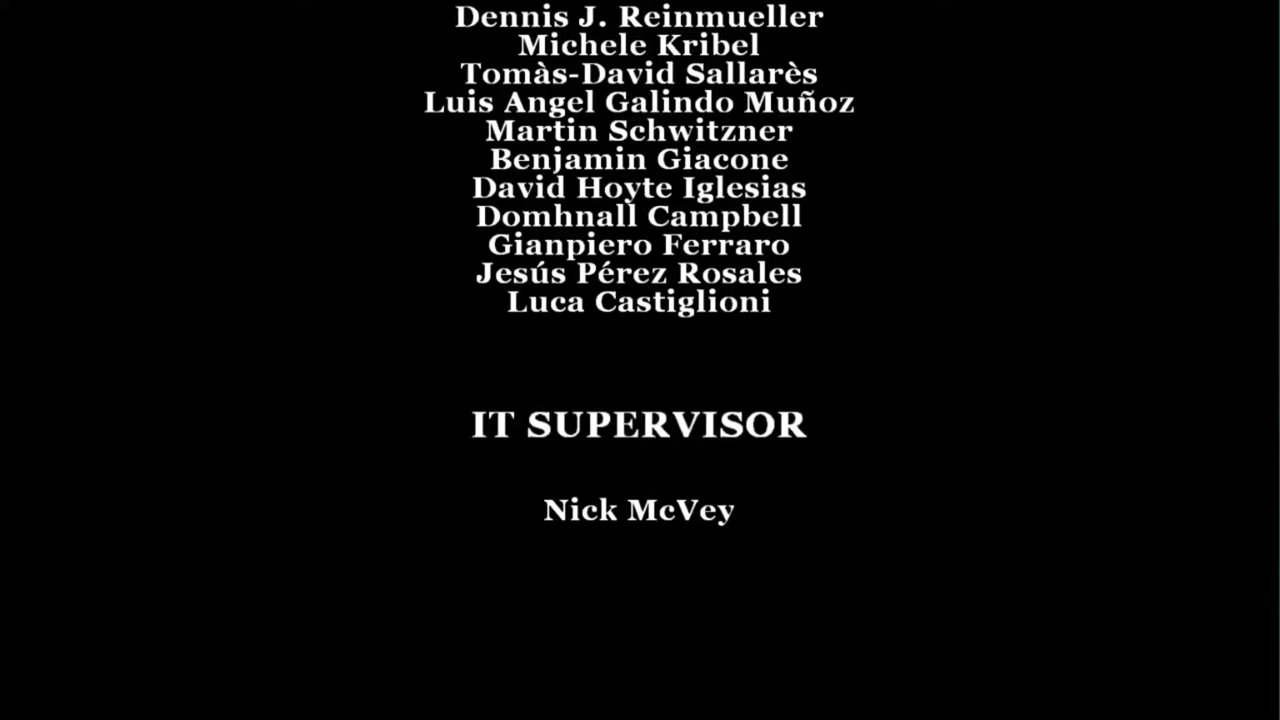 Dennis J. Reinmueller
Michele Kribel
Tomàs-David Sallarès
Luis Angel Galindo Muñoz
Martin Schwitzner
Benjamin Giacone
David Hoyte Iglesias
Domhnall Campbell
Gianpiero Ferraro
Jesús Pérez Rosales
Luca Castiglioni
IT SUPERVISOR
Nick McVey